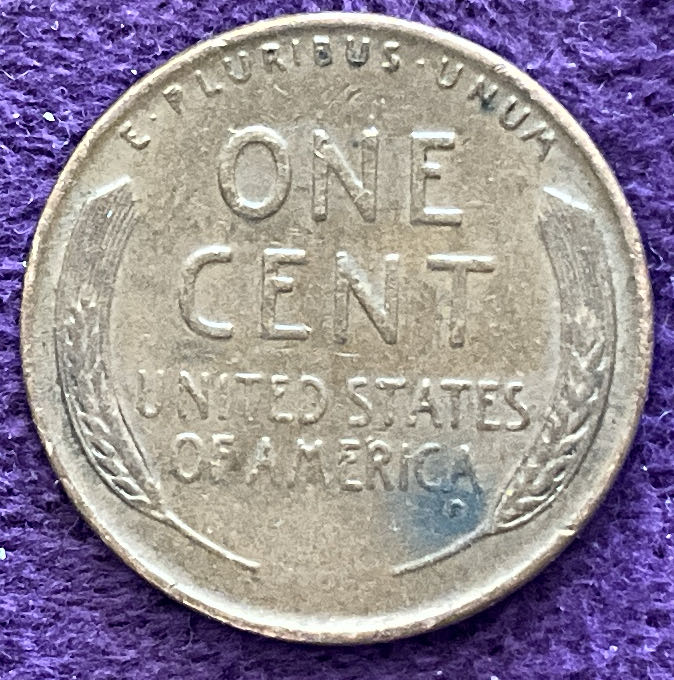 E·PLURIBUS·UNUM
ONE
CENT
UNITED STATES
OF AMERICA